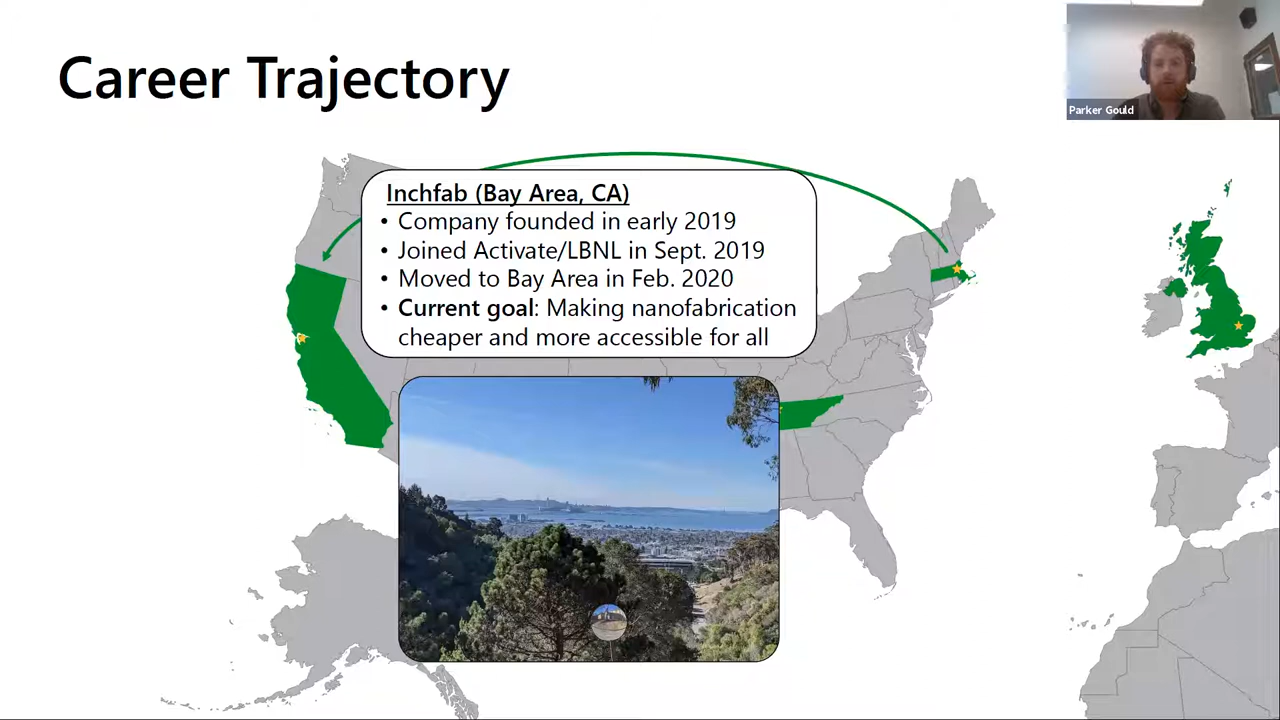 Career Trajectory
Parker Gould
Inchfab (Bay Area, CA)
• Company founded in early 2019
• Joined Activate/LBNL in Sept. 2019
• Moved to Bay Area in Feb. 2020
• Current goal: Making nanofabrication
cheaper and more accessible for all